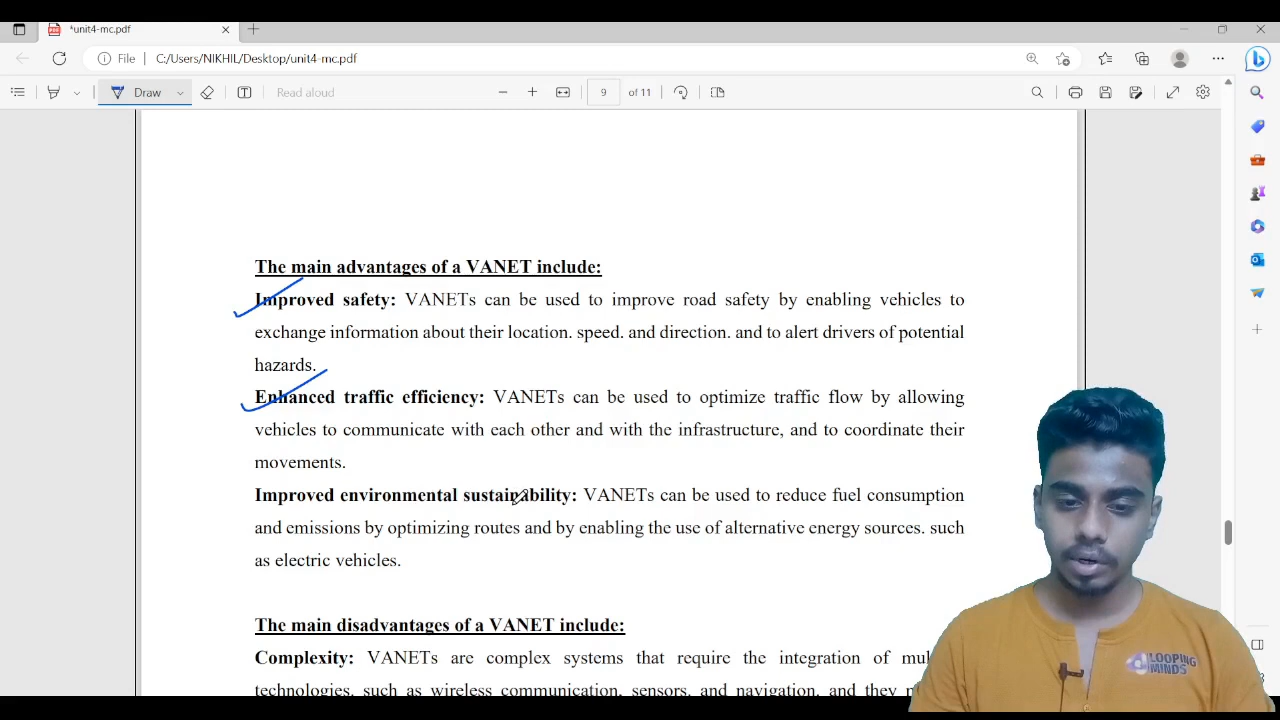 *unit4-mc.pdf
File
C:/Users/NIKHIL/Desktop/unit4-mc.pdf
Draw
Read aloud
9
of 11
The main advantages of a VANET include:
Improved safety: VANETs can be used to improve road safety by enabling vehicles to
exchange information about their location. speed. and direction. and to alert drivers of potential
hazards.
Enhanced traffic efficiency: VANETs can be used to optimize traffic flow by allowing
vehicles to communicate with each other and with the infrastructure, and to coordinate their
movements.
Improved environmental sustainability: VANETs can be used to reduce fuel consumption
and emissions by optimizing routes and by enabling the use of alternative energy sources. such
as electric vehicles.
The main disadvantages of a VANET include:
Complexity: VANETs are complex systems that require the integration of
technologies. such as wireless communication. sensors. and navigation. and they
LOOPING
MINDS